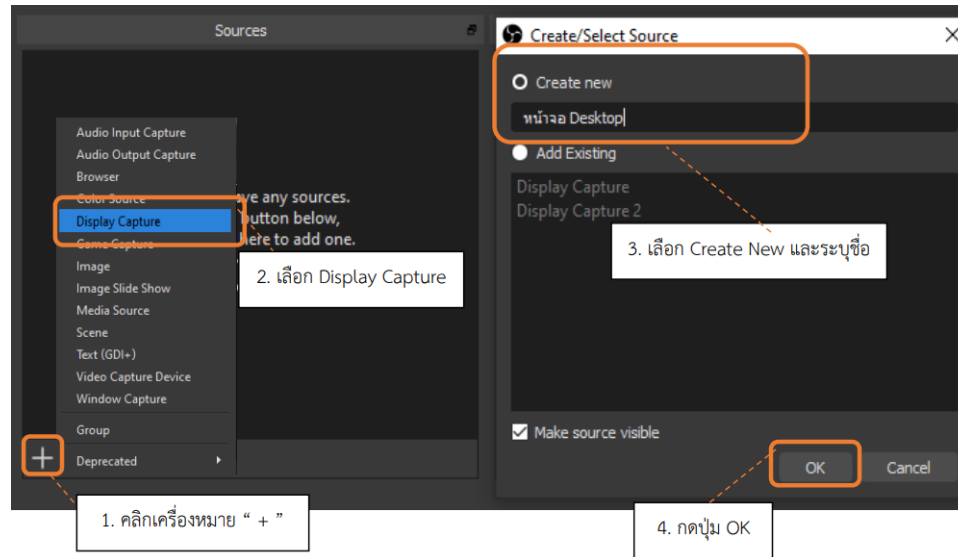 Sources
Audio Input Capture
Audio Output Capture
Browser
Color Source
Display Capture
Game Capture
Image
Image Slide Show
Media Source
Scene
Text (GDI+)
Video Capture Device
Window Capture
Group
Deprecated
any sources.
button below,
here to add one.
1. คลิกเครื่องหมาย “ + ”
2. เลือก Display Capture
Create/Select Source
Create new
หน้าจอ Desktop
Add Existing
Display Capture
Display Capture 2
3. เลือก Create New และระบุชื่อ
Make source visible
OK
Cancel
4. กดปุ่ม OK